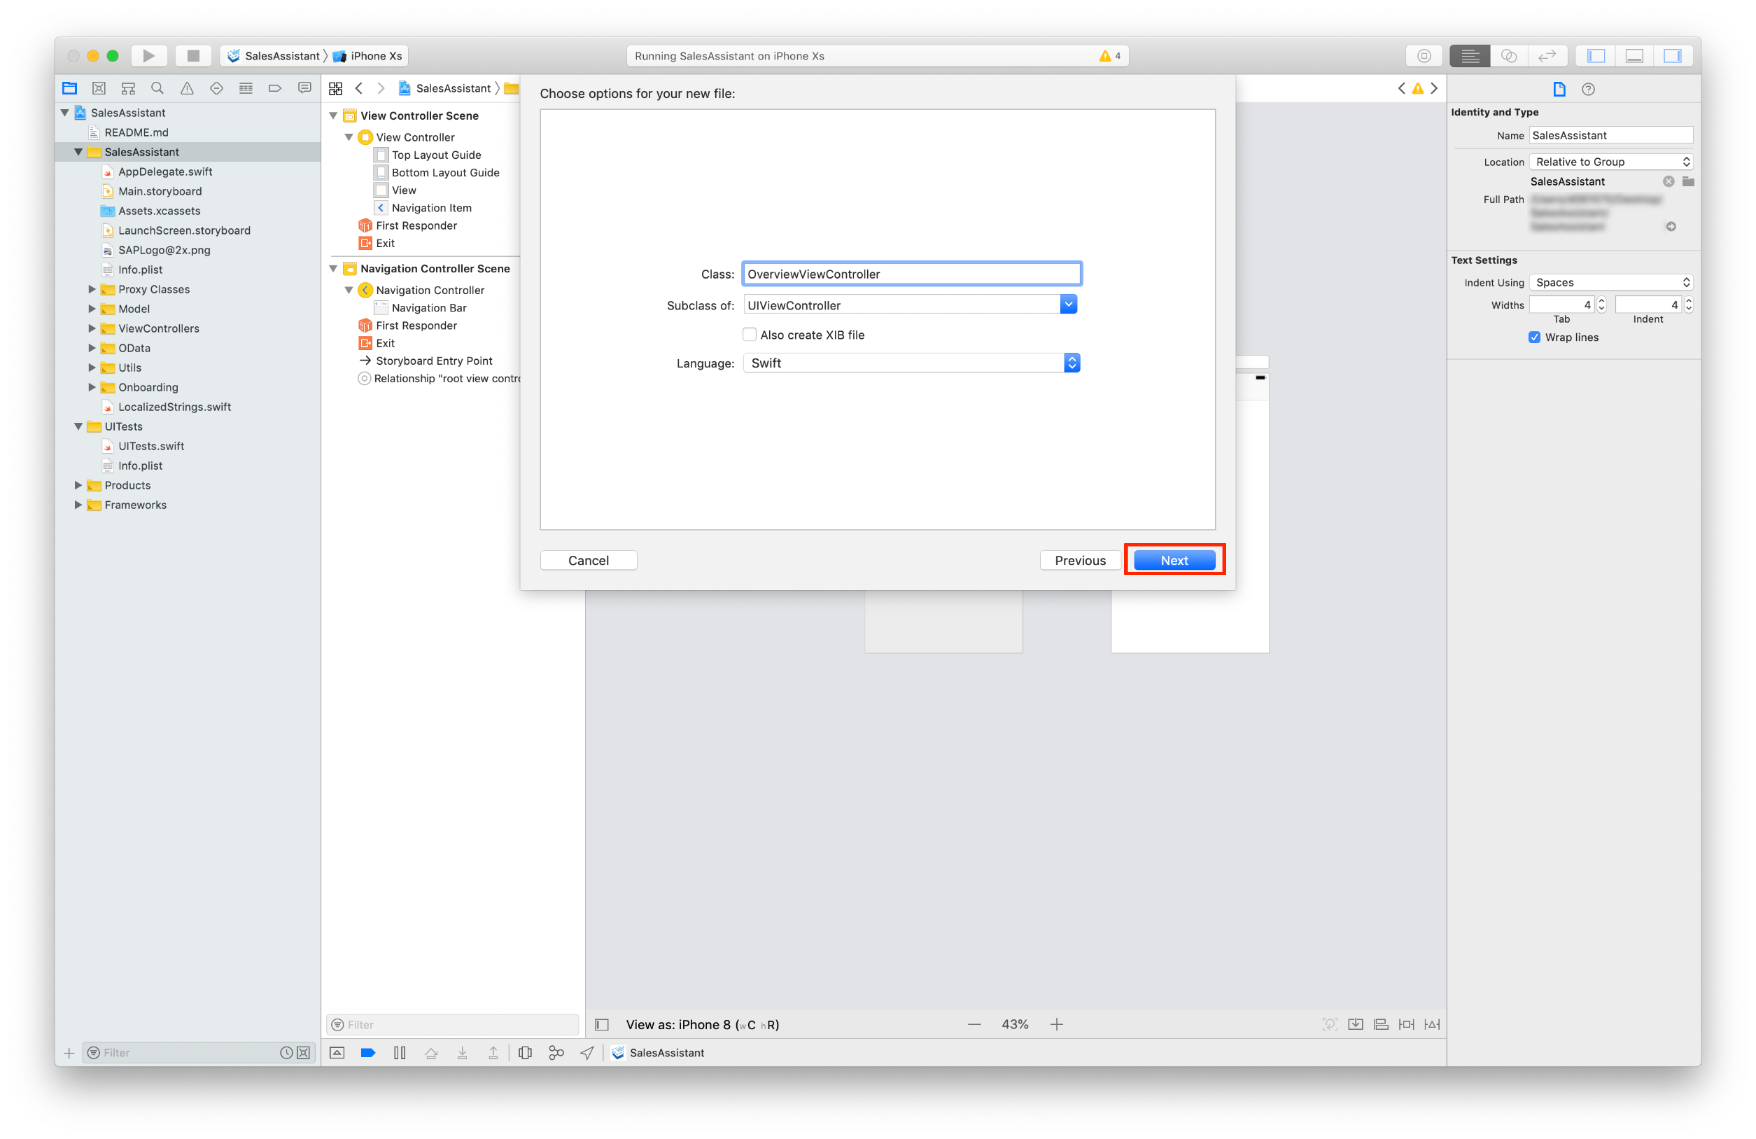 SalesAssistant
iPhone Xs
Running SalesAssistant on iPhone Xs
4
SalesAssistant
README.md
SalesAssistant
AppDelegate.swift
Main.storyboard
Assets.xcassets
LaunchScreen.storyboard
SAPLogo@2x.png
Info.plist
Proxy Classes
Model
ViewControllers
OData
Utils
Onboarding
LocalizedStrings.swift
UITests
UITests.swift
Info.plist
Products
Frameworks
Filter
SalesAssistant
View Controller Scene
View Controller
Top Layout Guide
Bottom Layout Guide
View
Navigation Item
First Responder
Exit
Navigation Controller Scene
Navigation Controller
Navigation Bar
First Responder
Exit
Storyboard Entry Point
Relationship "root view contro
Filter
Choose options for your new file:
Class: OverviewViewController
Subclass of: UIViewController
Also create XIB file
Language: Swift
Cancel
Previous
Next
View as: iPhone 8 (wC hR)
43%
SalesAssistant
Identity and Type
Name SalesAssistant
Location Relative to Group
SalesAssistant
Full Path
Text Settings
Indent Using Spaces
Widths 4 4
Tab Indent
Wrap lines